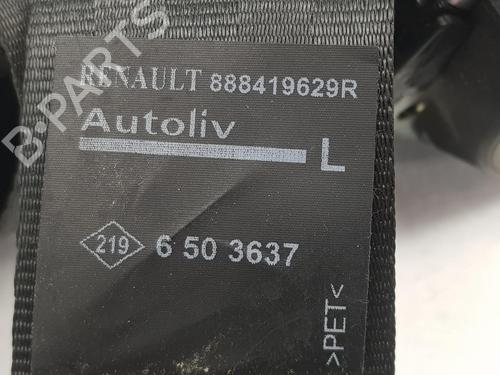 RENAULT 888419629R
Autoliv
L
219 6 50 3637
>PET<
B-PARTS